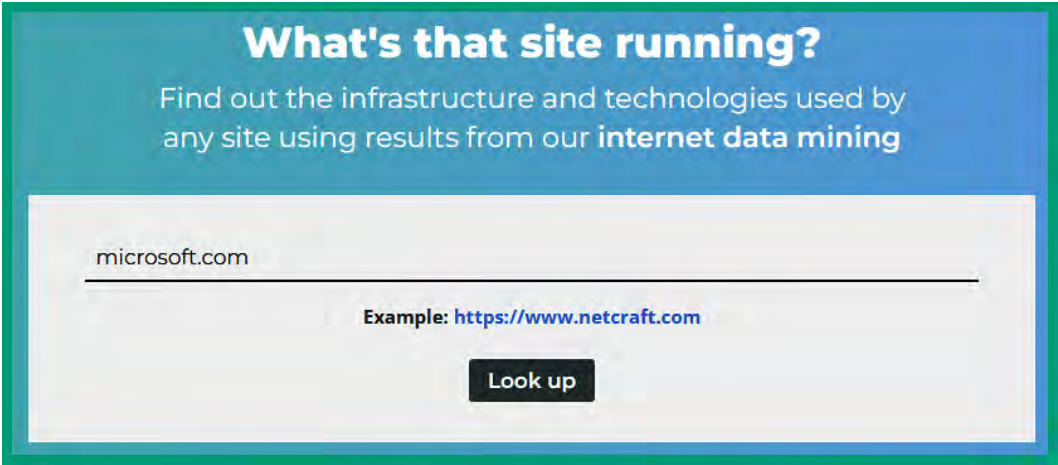 What's that site running?
Find out the infrastructure and technologies used by
any site using results from our internet data mining
microsoft.com
Example: https://www.netcraft.com
Look up